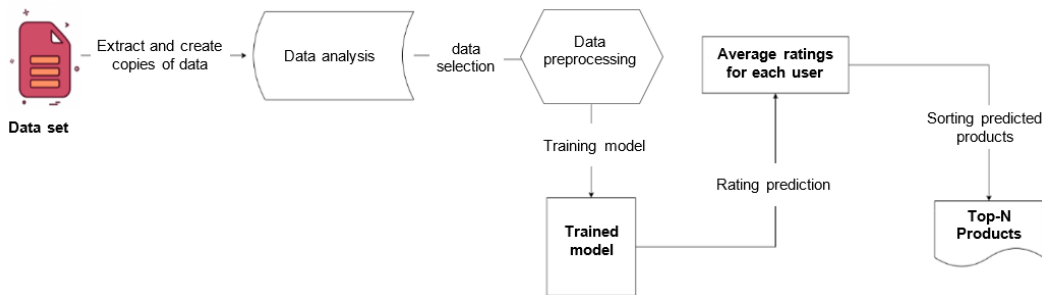 Data set
Extract and create
copies of data
Data analysis
data
selection
Data
preprocessing
Training model
Trained
model
Rating prediction
Average ratings
for each user
Sorting predicted
products
Top-N
Products